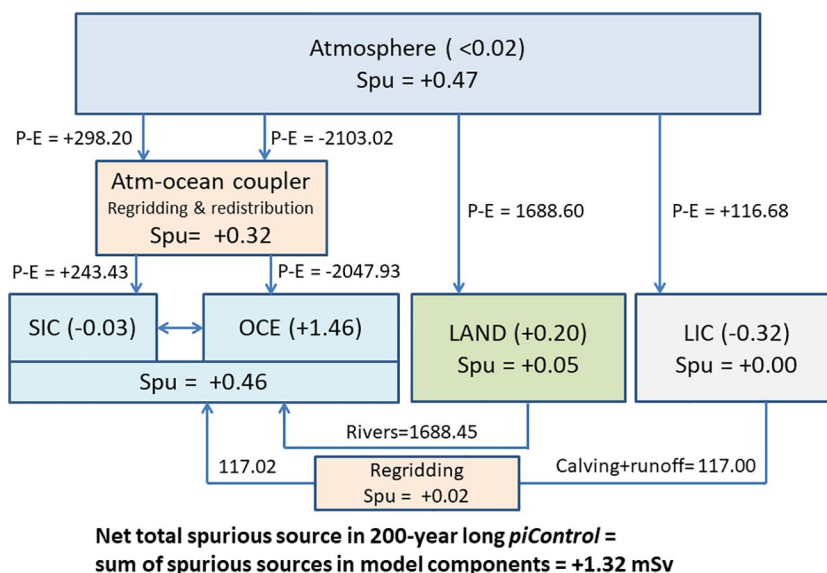 Atmosphere ( <0.02)
Spu = +0.47
P-E = +298.20
P-E = -2103.02
Atm-ocean coupler
Regridding & redistribution
Spu= +0.32
P-E = 1688.60
P-E = +116.68
P-E = +243.43
P-E = -2047.93
SIC (-0.03)
OCE (+1.46)
Spu = +0.46
LAND (+0.20)
Spu = +0.05
LIC (-0.32)
Spu = +0.00
Rivers=1688.45
117.02
Regridding
Spu = +0.02
Calving+runoff= 117.00
Net total spurious source in 200-year long piControl =
sum of spurious sources in model components = +1.32 mSv